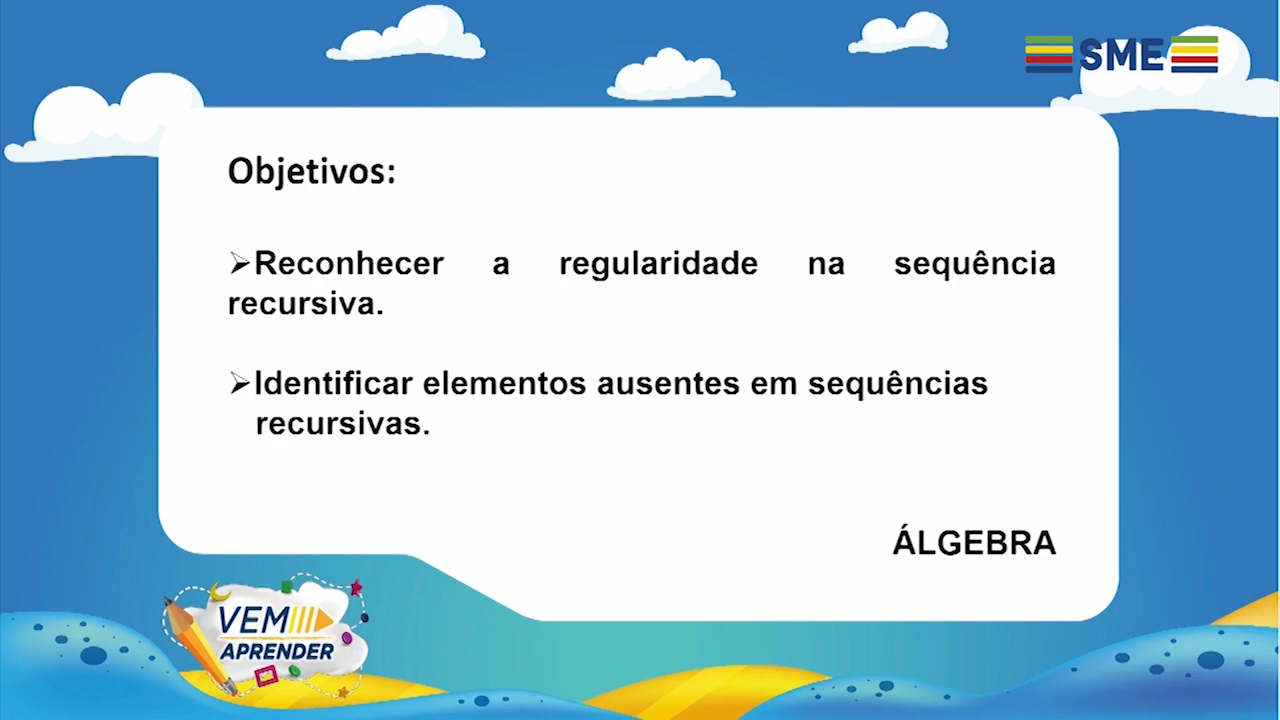 SME
Objetivos:
➢Reconhecer a regularidade na sequência
recursiva.
➢Identificar elementos ausentes em sequências
recursivas.
ÁLGEBRA
VEM
APRENDER